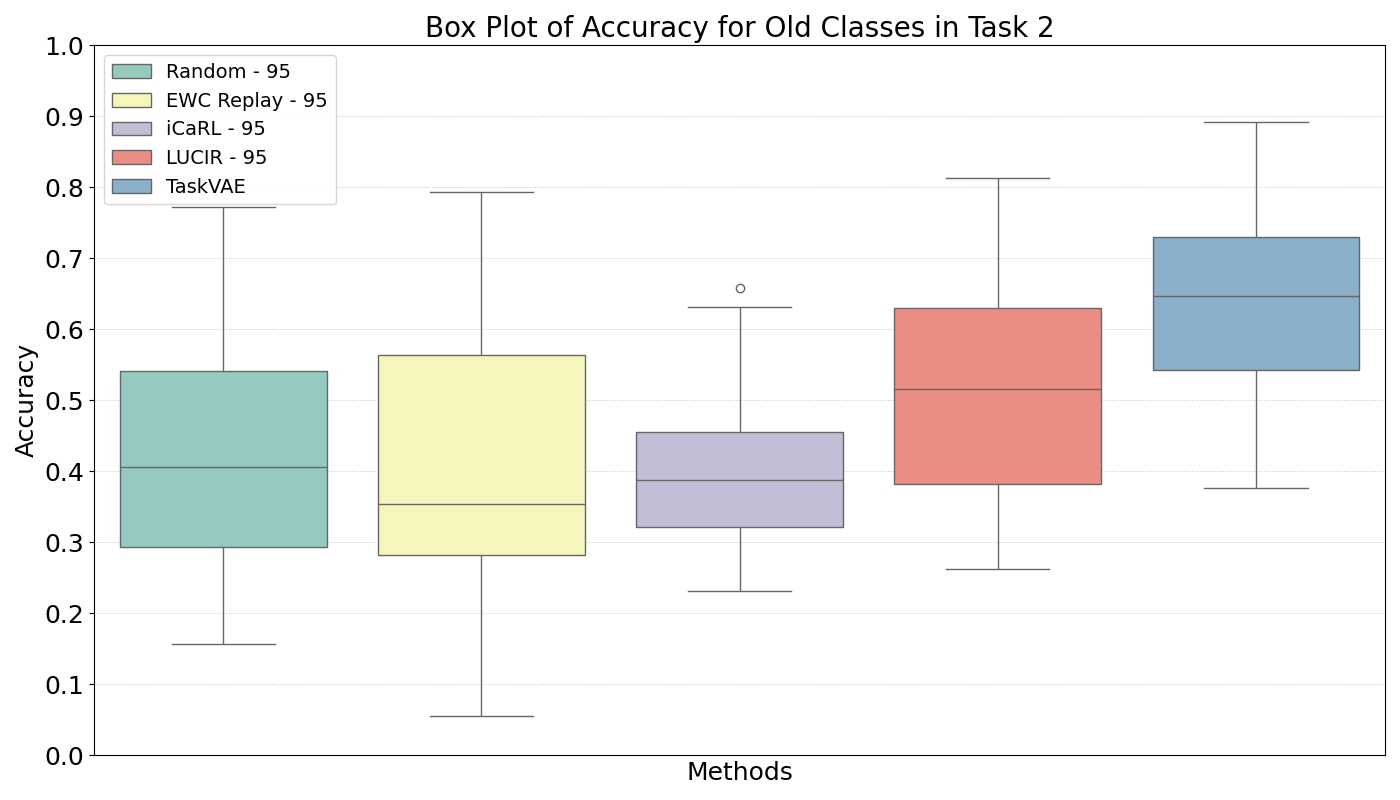 Box Plot of Accuracy for Old Classes in Task 2
1.0
0.9
0.8
0.7
0.6
0.5
0.4
0.3
0.2
0.1
0.0
Accuracy
Random - 95
EWC Replay - 95
iCaRL - 95
LUCIR - 95
TaskVAE
Methods